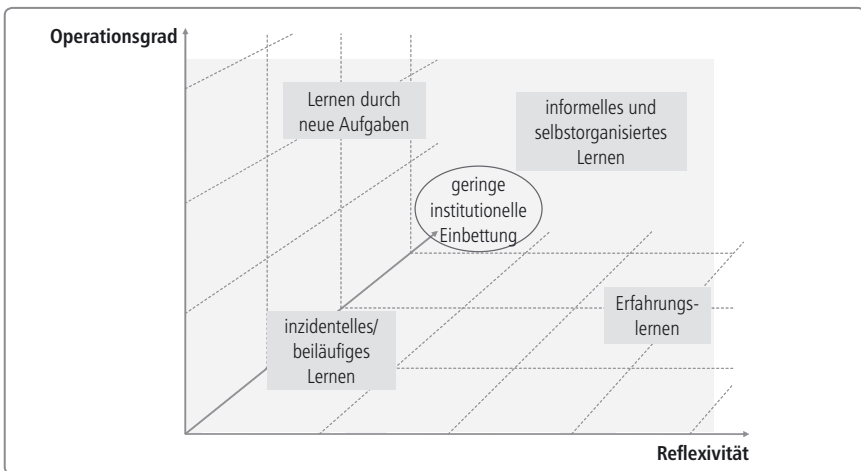 Operationsgrad
Lernen durch
neue Aufgaben
informelles und
selbstorganisiertes
Lernen
geringe
institutionelle
Einbettung
inzidentelles/
beiläufiges
Lernen
Erfahrungs-
lernen
Reflexivität